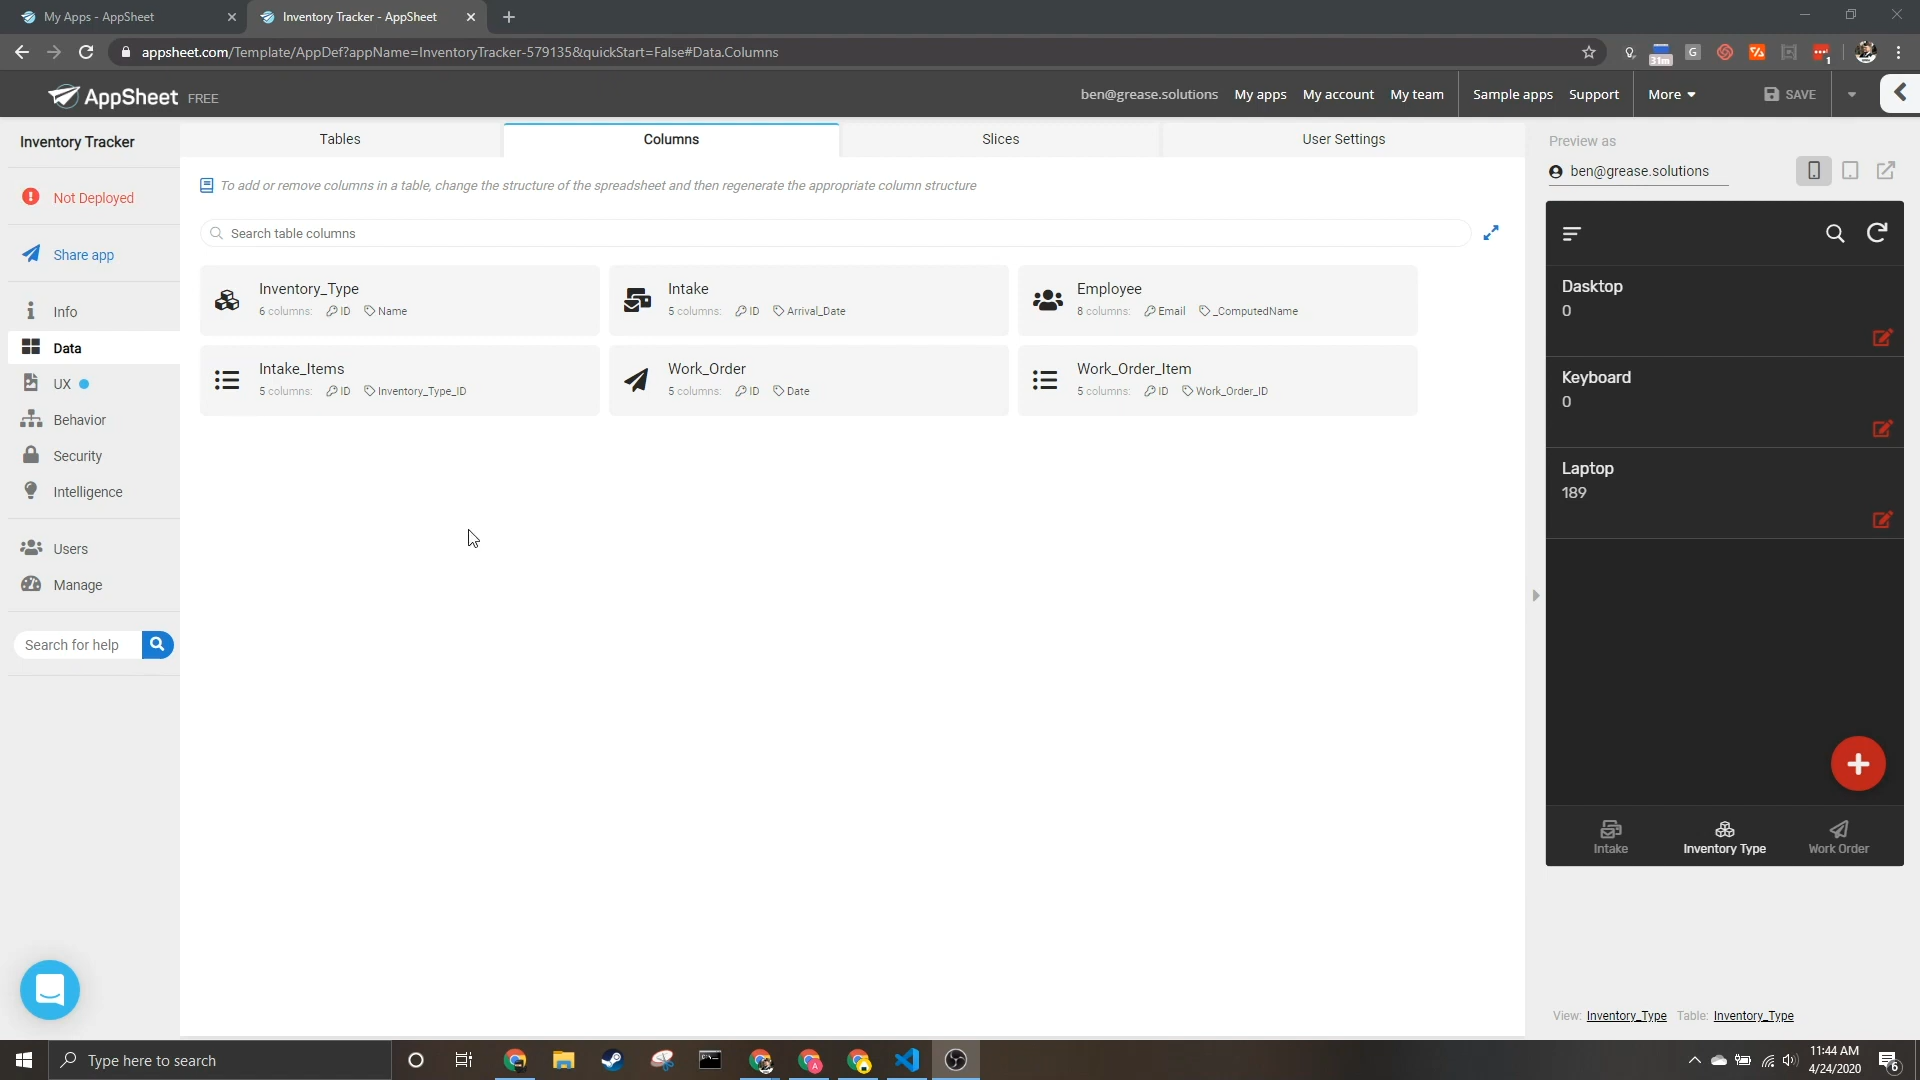 My Apps - AppSheet
Inventory Tracker - AppSheet
appsheet.com/Template/AppDef?appName=InventoryTracker-579135&quickStart=False#Data.Columns
31m
G
1
AppSheet FREE
ben@grease.solutions My apps My account My team Sample apps Support More SAVE
Inventory Tracker
Not Deployed
Share app
Info
Data
UX
Behavior
Security
Intelligence
Users
Manage
Search for help
Tables Columns Slices User Settings
To add or remove columns in a table, change the structure of the spreadsheet and then regenerate the appropriate column structure
Search table columns
Inventory_Type
6 columns: ID Name
Intake
5 columns: ID Arrival_Date
Employee
8 columns: Email _ComputedName
Intake_Items
5 columns: ID Inventory_Type_ID
Work_Order
5 columns: ID Date
Work_Order_Item
5 columns: ID Work_Order_ID
Preview as
ben@grease.solutions
Dasktop
0
Keyboard
0
Laptop
189
Intake Inventory Type Work Order
View: Inventory_Type Table: Inventory_Type
Type here to search
A
11:44 AM
4/24/2020
6